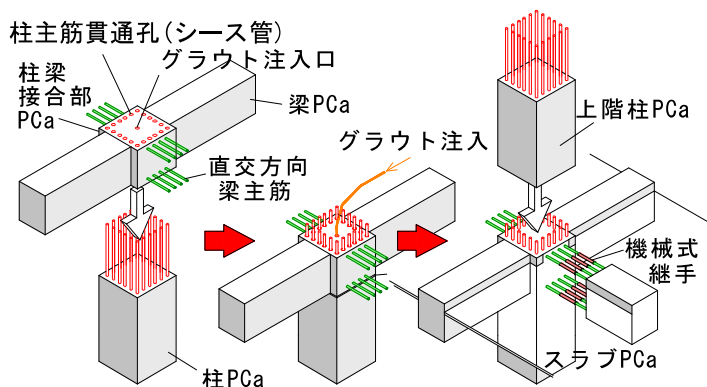 柱主筋貫通孔(シース管)
グラウト注入口
柱梁
接合部
PCa
梁PCa
直交方向
梁主筋
柱PCa
グラウト注入
上階柱PCa
機械式
継手
スラブPCa